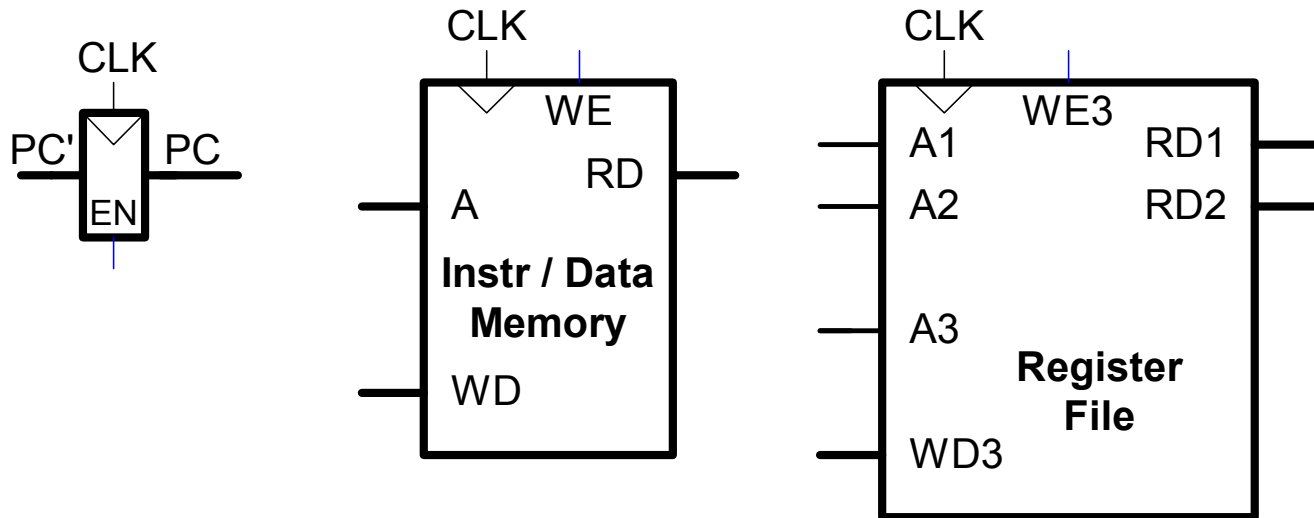 CLK
PC'
PC
EN
CLK
WE
RD
A
Instr / Data
Memory
WD
CLK
WE3
A1
RD1
A2
RD2
A3
Register
File
WD3